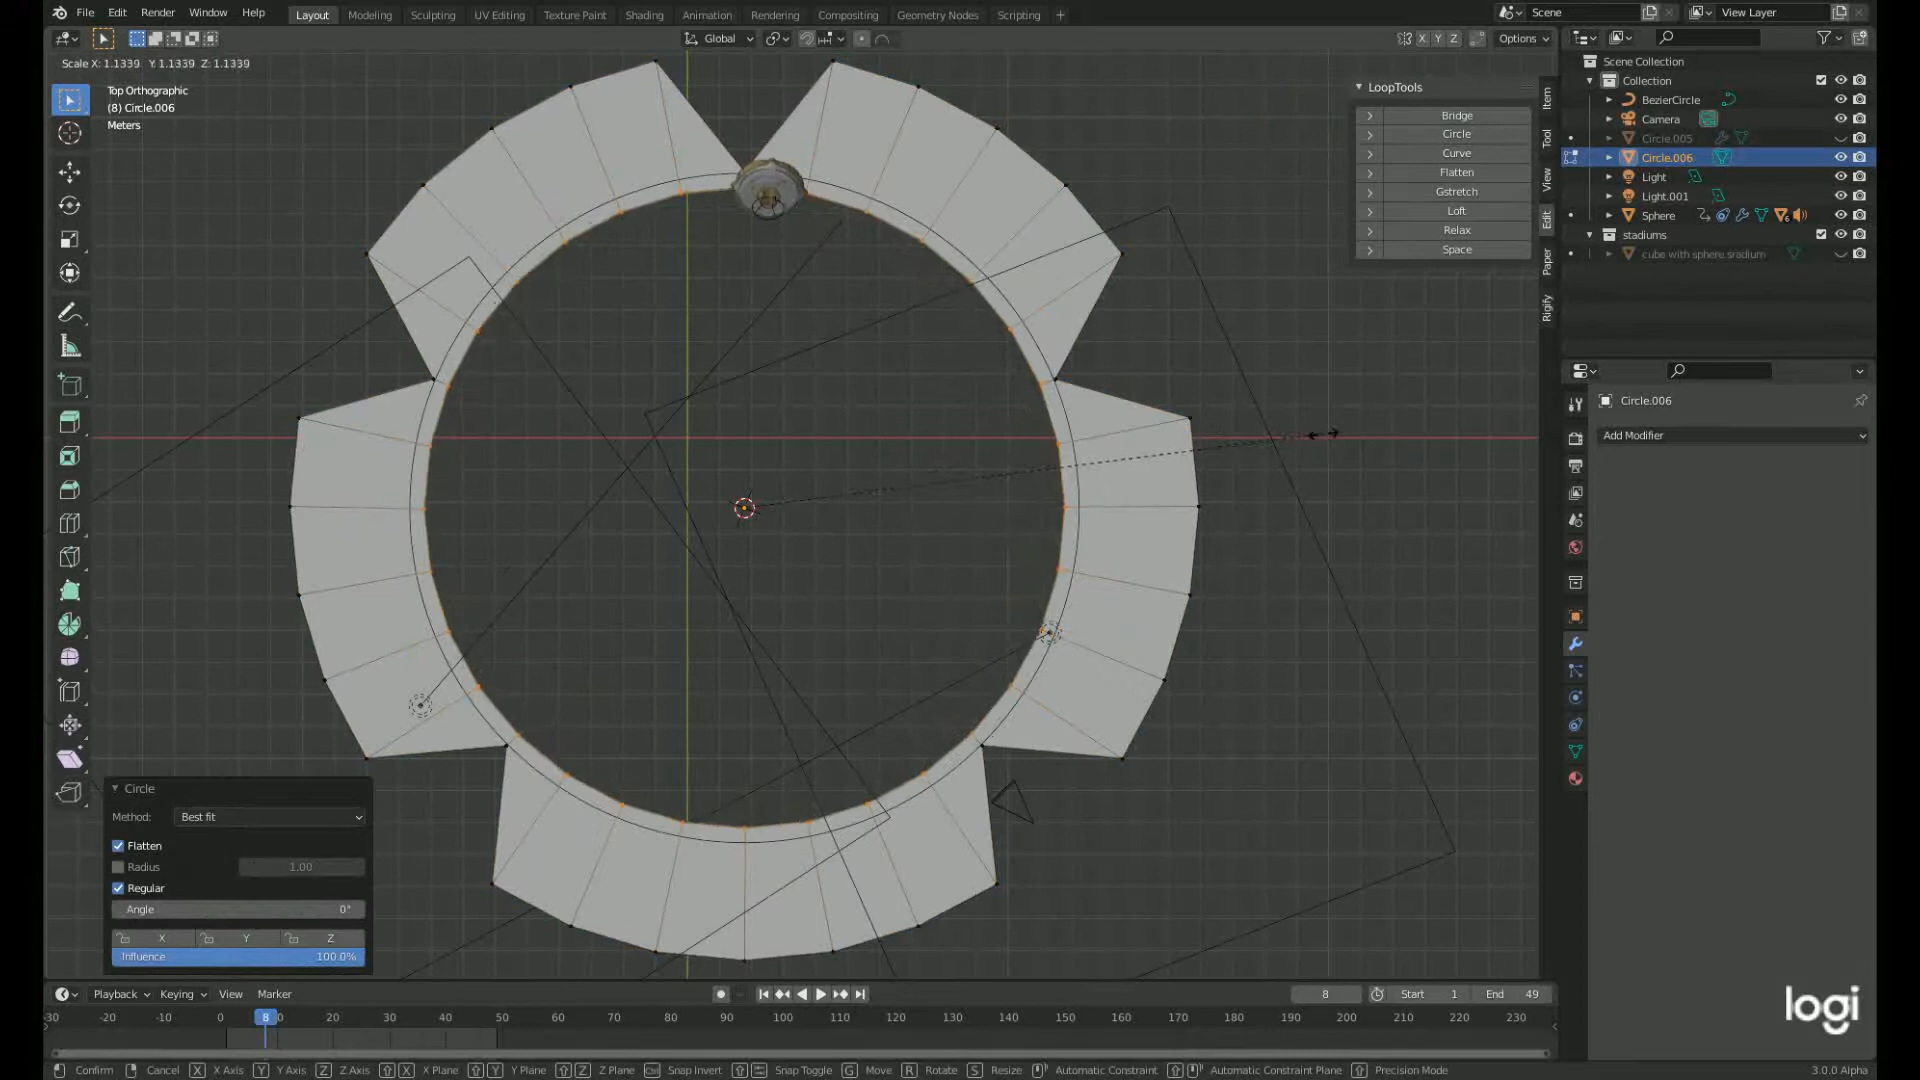 File Edit Render Window Help Layout Modeling Sculpting UV Editing Texture Paint Shading Animation Rendering Compositing Geometry Nodes Scripting + Scene View Layer
Global X Y Z Options
Scale X: 1.1339 Y: 1.1339 Z: 1.1339
Top Orthographic
(8) Circle.006
Meters
LoopTools
Bridge
Circle
Curve
Flatten
Gstretch
Loft
Relax
Space
Item
Tool
View
Edit
Paper
Rigify
Scene Collection
Collection
BezierCircle
Camera
Circle.005
Circle.006
Light
Light.001
Sphere
stadiums
cube with sphere.sradium
Circle.006
Add Modifier
Circle
Method: Best fit
Flatten
Radius 1.00
Regular
Angle 0°
X Y Z
Influence 100.0%
Playback Keying View Marker 8 Start 1 End 49
-30 -20 -10 0 8 20 30 40 50 60 70 80 90 100 110 120 130 140 150 160 170 180 190 200 210 220 230
logi
Confirm Cancel X X Axis Y Y Axis Z Z Axis X X Plane Y Y Plane Z Z Plane Ctrl Snap Invert Snap Toggle G Move R Rotate S Resize Automatic Constraint Automatic Constraint Plane Precision Mode 3.0.0 Alpha